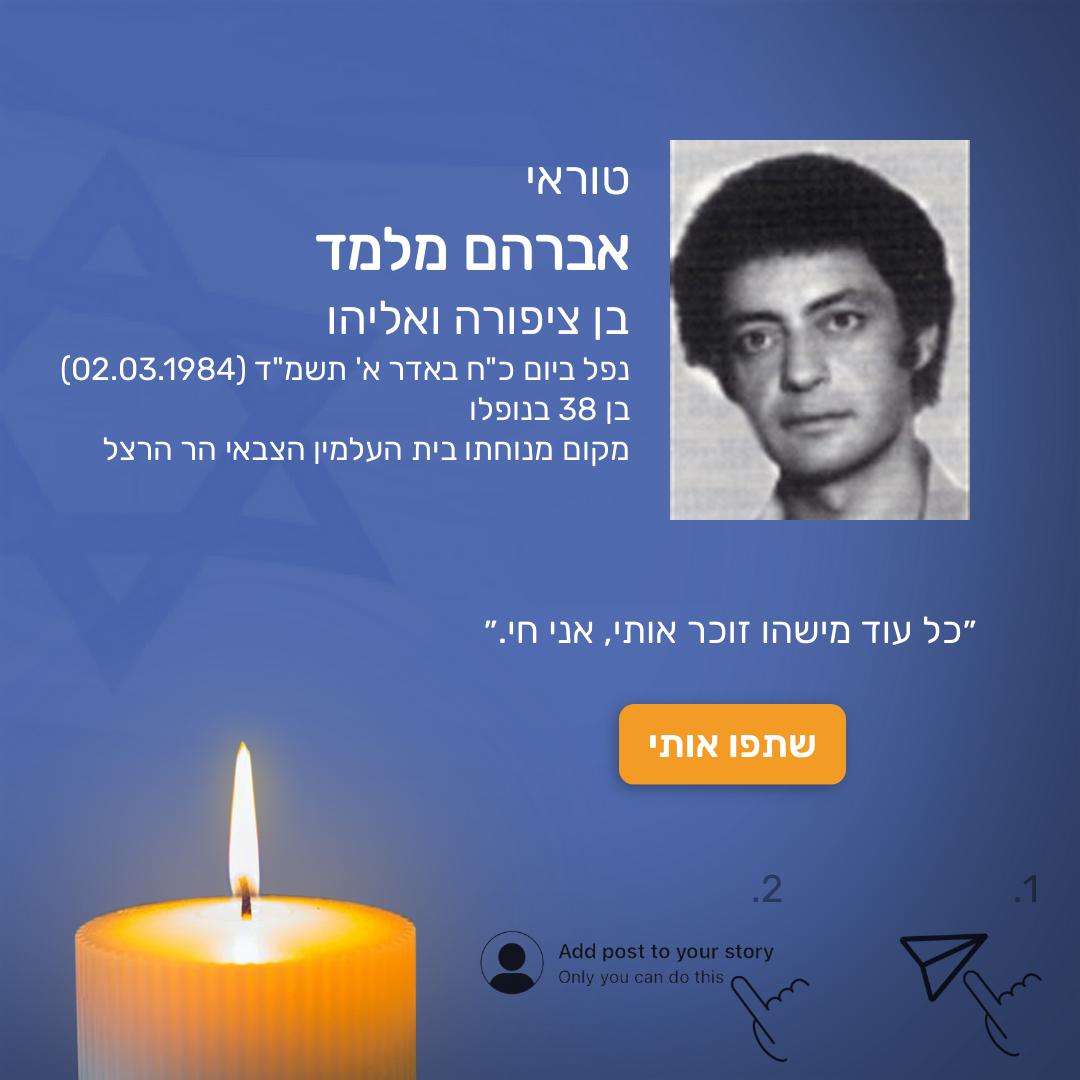 טוראי
אברהם מלמד
בן ציפורה ואליהו
נפל ביום כ"ח באדר א' תשמ"ד (02.03.1984)
בן 38 בנופלו
מקום מנוחתו בית העלמין הצבאי הר הרצל
״כל עוד מישהו זוכר אותי, אני חי.״
שתפו אותי
.1
.2
Add post to your story
Only you can do this